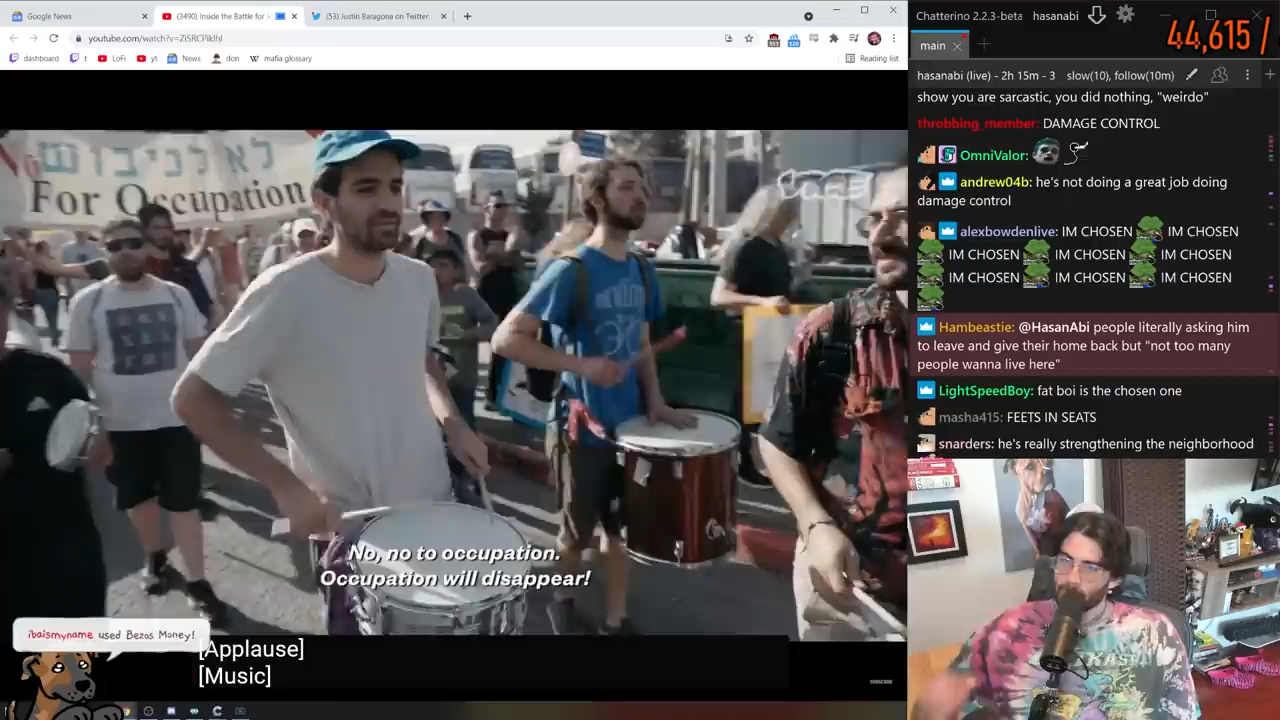 Google News
(3490) Inside the Battle for
(53) Justin Baragona on Twitter:
youtube.com/watch?v=ZiSRCPikIhI
dashboard
t
LoFi
yt
News
don
mafia glossary
Reading list
לא לכיבוש
For Occupation
VICE
No, no to occupation.
Occupation will disappear!
ibaismyname used Bezos Money!
[Applause]
[Music]
SUBSCRIBE
Chatterino 2.2.3-beta
hasanabi
44,615 /
main
hasanabi (live) - 2h 15m - 3
slow(10), follow(10m)
show you are sarcastic, you did nothing, "weirdo"
throbbing_member: DAMAGE CONTROL
OmniValor:
andrew04b: he's not doing a great job doing
damage control
alexbowdenlive: IM CHOSEN IM CHOSEN
IM CHOSEN IM CHOSEN IM CHOSEN
IM CHOSEN IM CHOSEN IM CHOSEN
Hambeastie: @HasanAbi people literally asking him
to leave and give their home back but "not too many
people wanna live here"
LightSpeedBoy: fat boi is the chosen one
masha415: FEETS IN SEATS
snarders: he's really strengthening the neighborhood